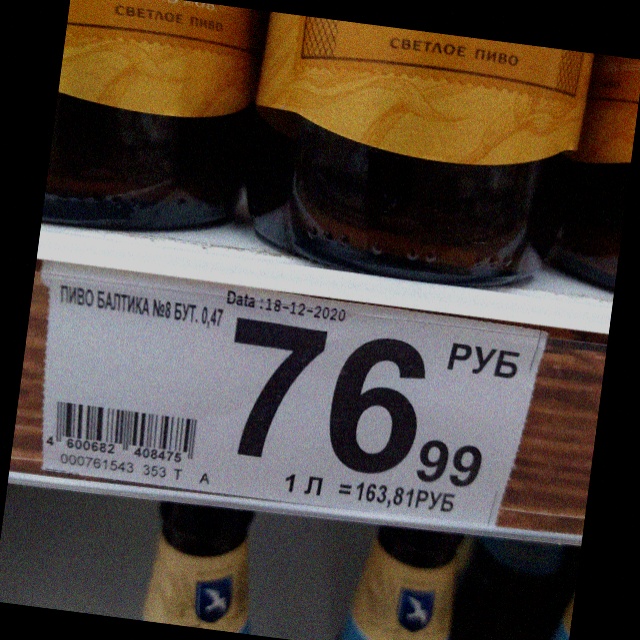 СВЕТЛОЕ ПИВО
СВЕТЛОЕ ПИВО
ПИВО БАЛТИКА №8 БУТ. 0,47
Data :18-12-2020
76 99 РУБ
4 600682 408475
000761543 353 Т А
1 Л =163,81РУБ